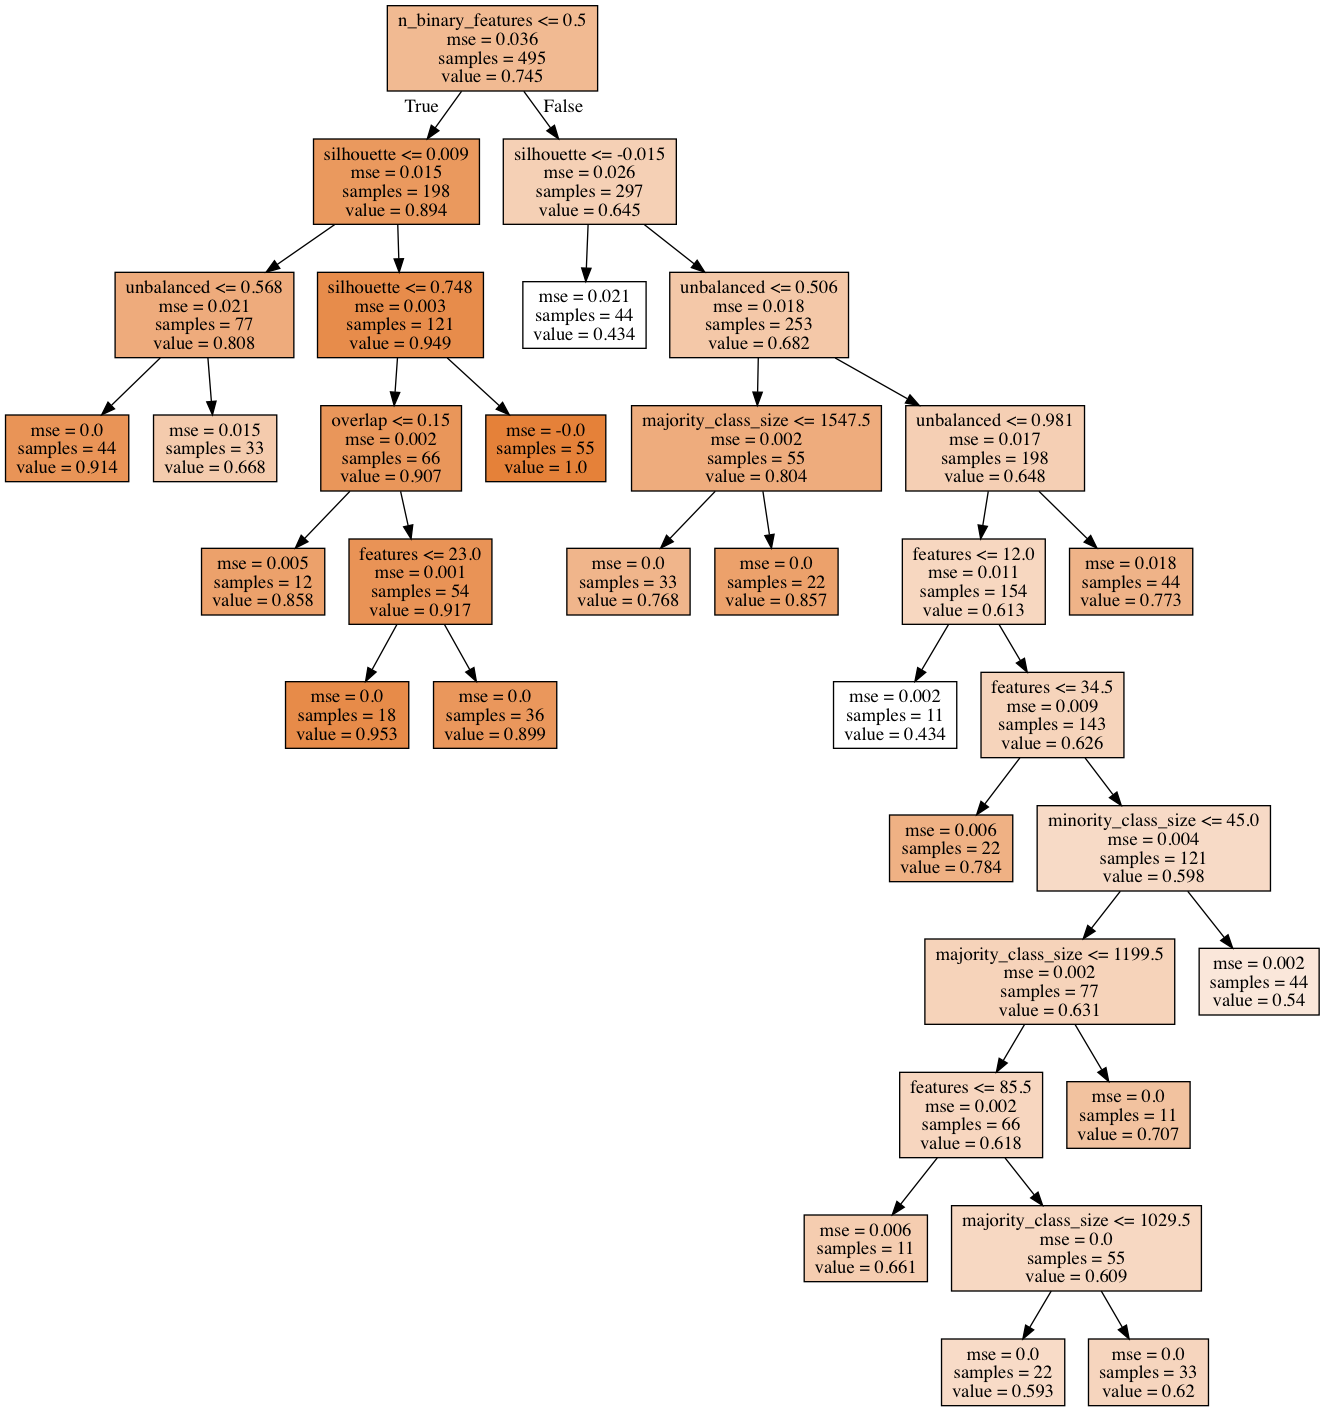 n_binary_features <= 0.5
mse = 0.036
samples = 495
value = 0.745
True
False
silhouette <= 0.009
mse = 0.015
samples = 198
value = 0.894
silhouette <= -0.015
mse = 0.026
samples = 297
value = 0.645
unbalanced <= 0.568
mse = 0.021
samples = 77
value = 0.808
silhouette <= 0.748
mse = 0.003
samples = 121
value = 0.949
mse = 0.021
samples = 44
value = 0.434
unbalanced <= 0.506
mse = 0.018
samples = 253
value = 0.682
mse = 0.0
samples = 44
value = 0.914
mse = 0.015
samples = 33
value = 0.668
overlap <= 0.15
mse = 0.002
samples = 66
value = 0.907
mse = -0.0
samples = 55
value = 1.0
majority_class_size <= 1547.5
mse = 0.002
samples = 55
value = 0.804
unbalanced <= 0.981
mse = 0.017
samples = 198
value = 0.648
mse = 0.005
samples = 12
value = 0.858
features <= 23.0
mse = 0.001
samples = 54
value = 0.917
mse = 0.0
samples = 33
value = 0.768
mse = 0.0
samples = 22
value = 0.857
features <= 12.0
mse = 0.011
samples = 154
value = 0.613
mse = 0.018
samples = 44
value = 0.773
mse = 0.0
samples = 18
value = 0.953
mse = 0.0
samples = 36
value = 0.899
mse = 0.002
samples = 11
value = 0.434
features <= 34.5
mse = 0.009
samples = 143
value = 0.626
mse = 0.006
samples = 22
value = 0.784
minority_class_size <= 45.0
mse = 0.004
samples = 121
value = 0.598
majority_class_size <= 1199.5
mse = 0.002
samples = 77
value = 0.631
mse = 0.002
samples = 44
value = 0.54
features <= 85.5
mse = 0.002
samples = 66
value = 0.618
mse = 0.0
samples = 11
value = 0.707
mse = 0.006
samples = 11
value = 0.661
majority_class_size <= 1029.5
mse = 0.0
samples = 55
value = 0.609
mse = 0.0
samples = 22
value = 0.593
mse = 0.0
samples = 33
value = 0.62